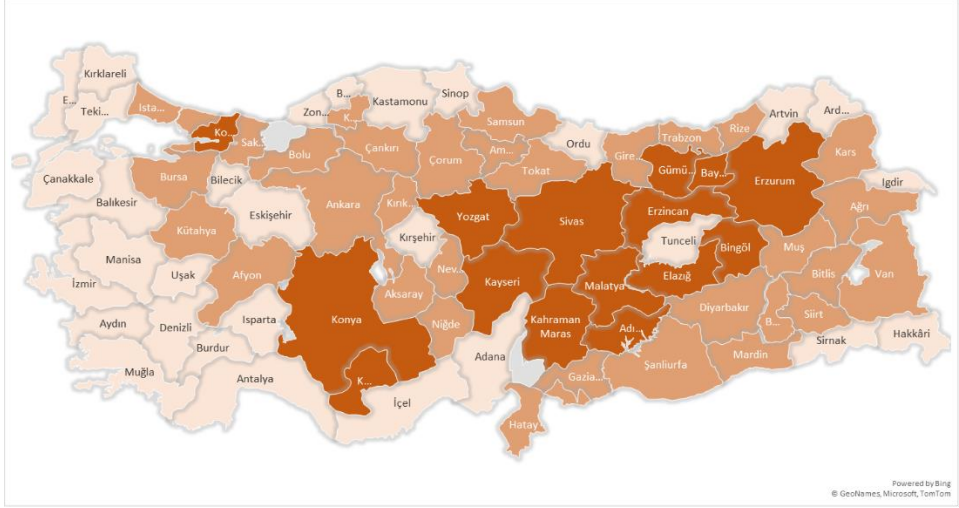 Kırklareli
E...
Teki...
Ista...
Ko...
Sak...
Zon...
B...
K...
Kastamonu
Sinop
Samsun
Ordu
Gire...
Trabzon
Rize
Artvin
Ard...
Çanakkale
Balıkesir
Bursa
Bilecik
Bolu
Çankırı
Çorum
Am...
Tokat
Gümü...
Bay...
Erzurum
Kars
Igdir
Ağrı
Eskişehir
Ankara
Kırık...
Yozgat
Sivas
Erzincan
Tunceli
Bingöl
Muş
Kütahya
Manisa
Uşak
Afyon
Kırşehir
Nev...
Kayseri
Malatya
Elazığ
Bitlis
Van
İzmir
Aydın
Denizli
Isparta
Konya
Aksaray
Niğde
Kahraman
Maras
Adı...
Diyarbakır
B...
Siirt
Sirnak
Hakkâri
Muğla
Burdur
Antalya
K...
İçel
Adana
Gazia...
Şanliurfa
Mardin
Hatay
Powered by Bing
© GeoNames, Microsoft, TomTom